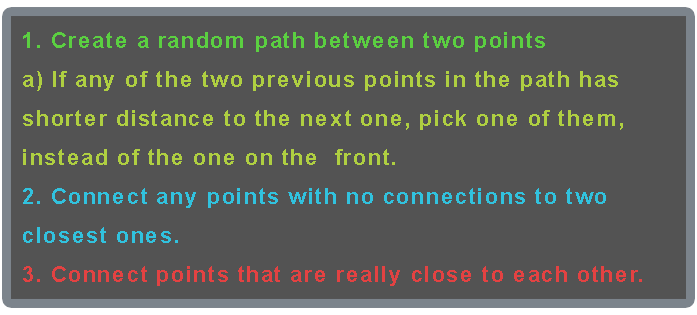 1. Create a random path between two points
a) If any of the two previous points in the path has
shorter distance to the next one, pick one of them,
instead of the one on the  front.
2. Connect any points with no connections to two
closest ones.
3. Connect points that are really close to each other.